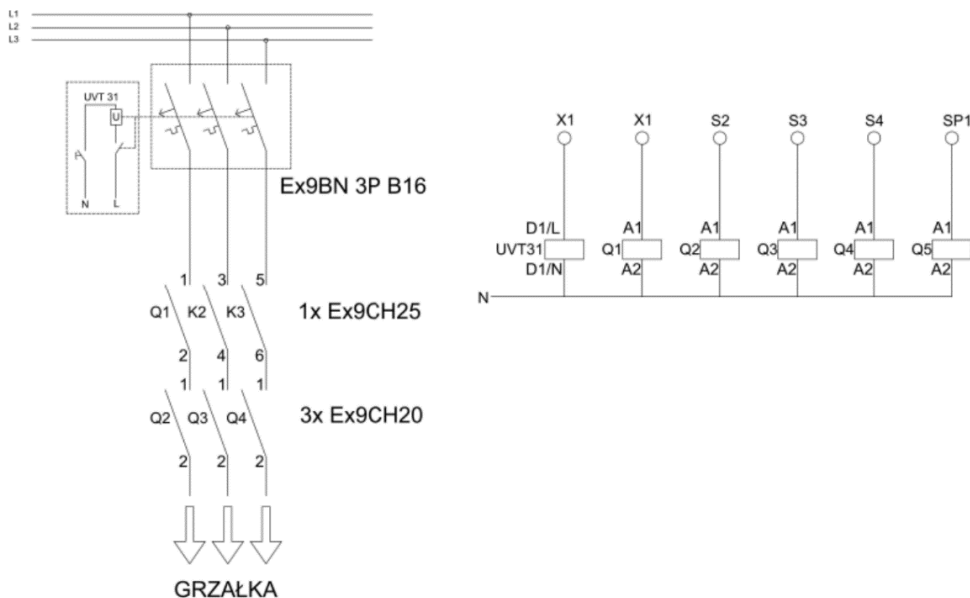 L1
L2
L3
UVT 31
U
N L
Ex9BN 3P B16
1 3 5
Q1 K2 K3
1x Ex9CH25
2 4 6
1 1 1
Q2 Q3 Q4
3x Ex9CH20
2 2 2
GRZAŁKA
X1 X1 S2 S3 S4 SP1
D1/L A1 A1 A1 A1 A1
UVT31 Q1 Q2 Q3 Q4 Q5
D1/N A2 A2 A2 A2 A2
N